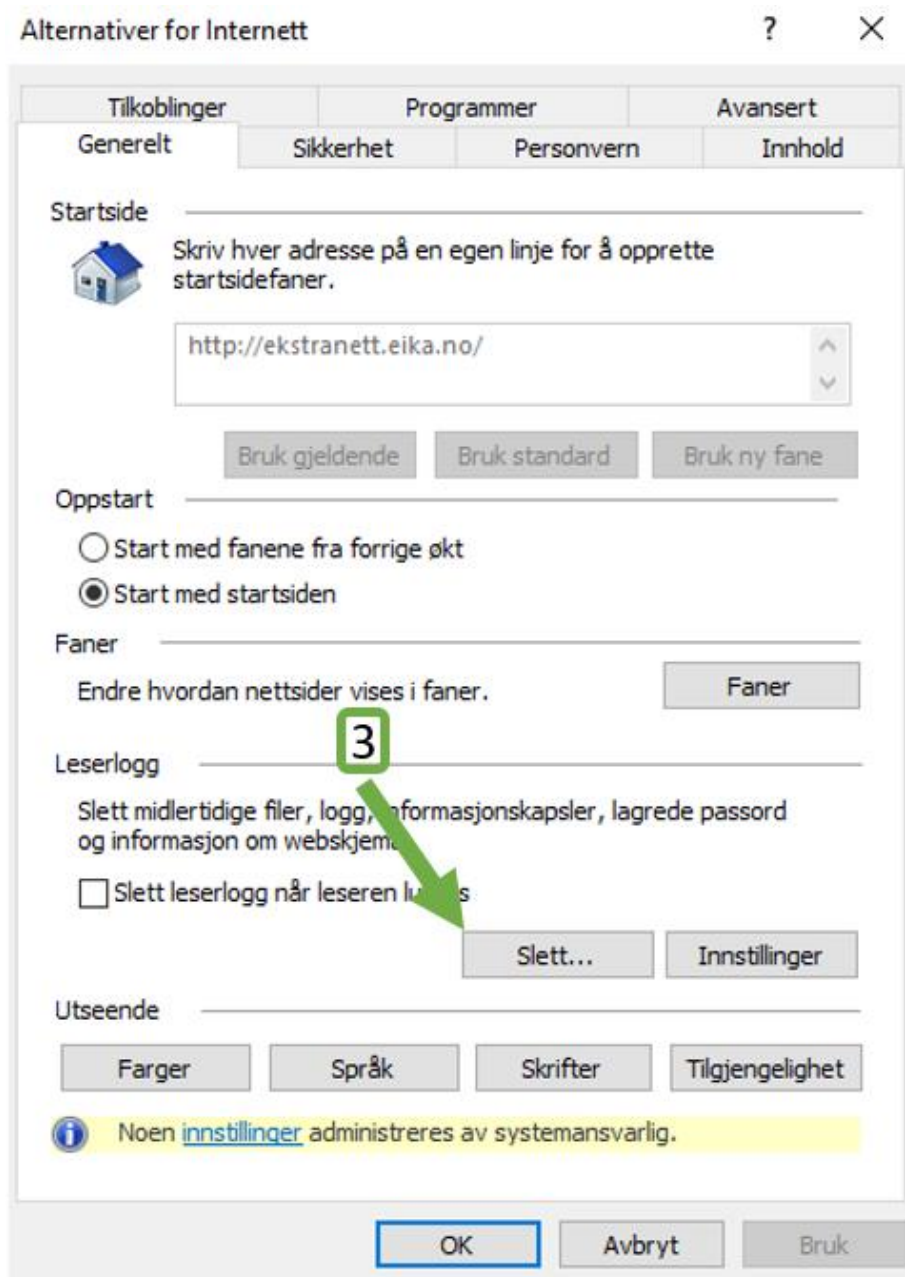 Alternativer for Internett ? ×
Tilkoblinger Programmer Avansert
Generelt Sikkerhet Personvern Innhold
Startside
Skriv hver adresse på en egen linje for å opprette
startsidefaner.
http://ekstranett.eika.no/
Bruk gjeldende Bruk standard Bruk ny fane
Oppstart
Start med fanene fra forrige økt
Start med startsiden
Faner
Endre hvordan nettsider vises i faner. Faner
3
Leserlogg
Slett midlertidige filer, logg, informasjonskapsler, lagrede passord
og informasjon om
Slett leserlogg når leseren
Slett... Innstillinger
Utseende
Farger Språk Skrifter Tilgjengelighet
Noen innstillinger administreres av systemansvarlig.
OK Avbryt Bruk